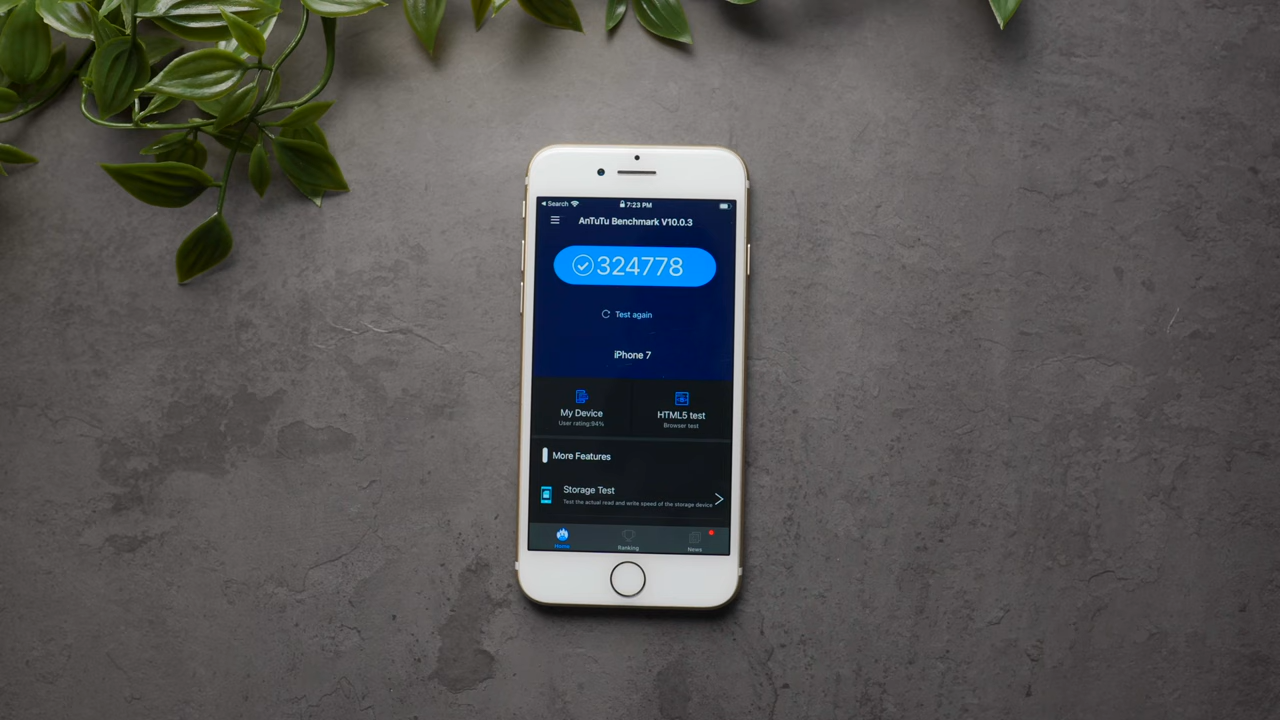 ◀ Search 7:23 PM
AnTuTu Benchmark V10.0.3
324778
Test again
iPhone 7
My Device HTML5 test
User rating:94% Browser test
More Features
Storage Test
Test the actual read and write speed of the storage device
Home Ranking News